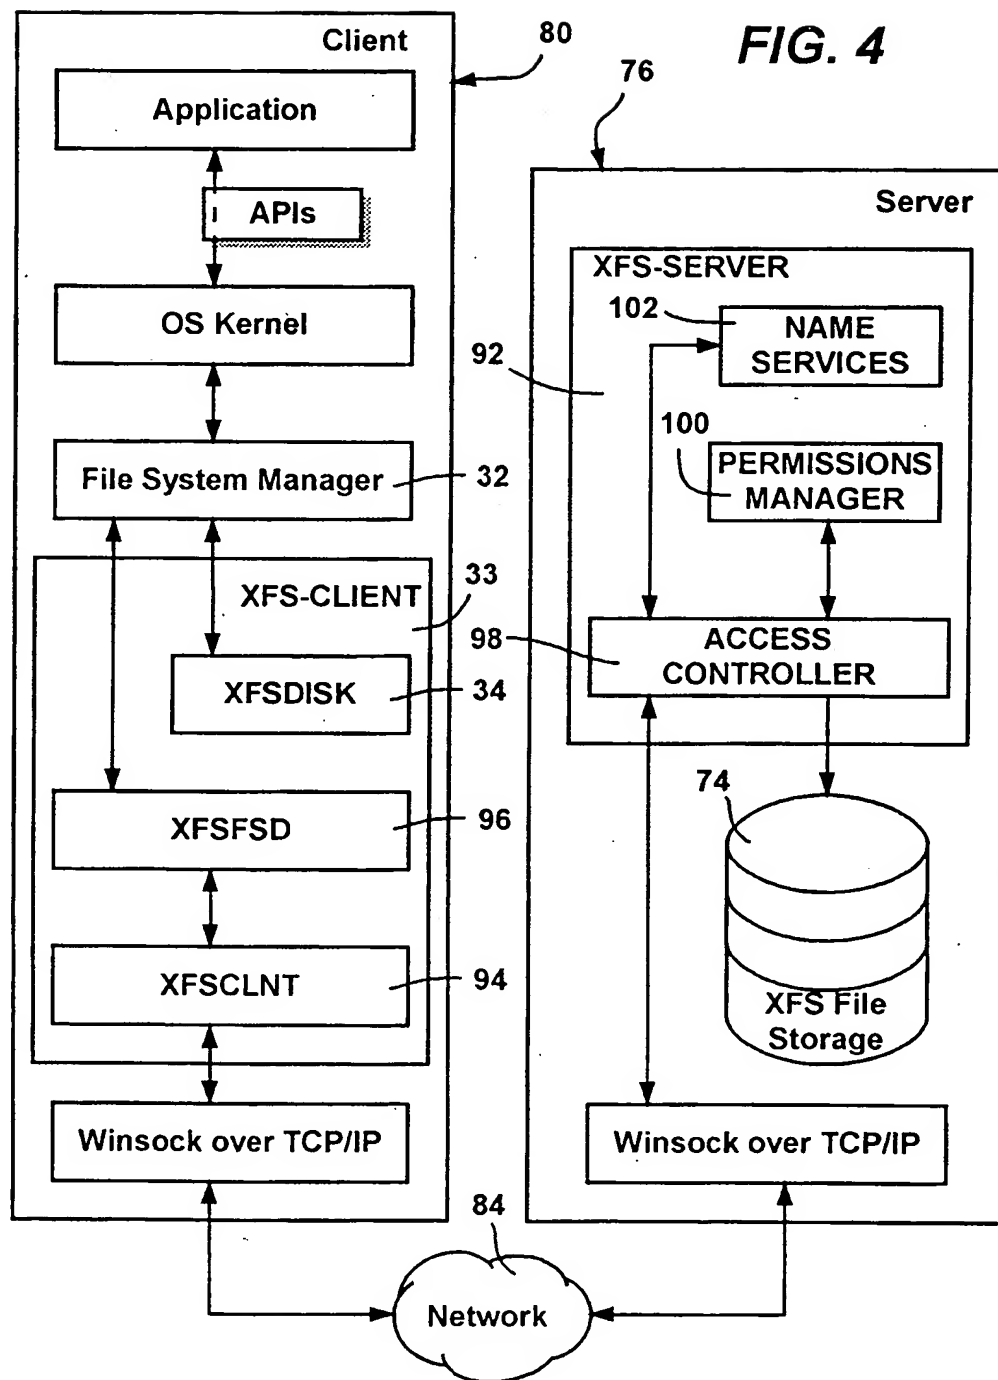 FIG. 4
Client
80
Application
APIs
OS Kernel
File System Manager
32
XFS-CLIENT
33
XFSDISK
34
XFSFSD
96
XFSCLNT
94
Winsock over TCP/IP
76
Server
XFS-SERVER
92
102
NAME
SERVICES
100
PERMISSIONS
MANAGER
98
ACCESS
CONTROLLER
74
XFS File
Storage
Winsock over TCP/IP
84
Network